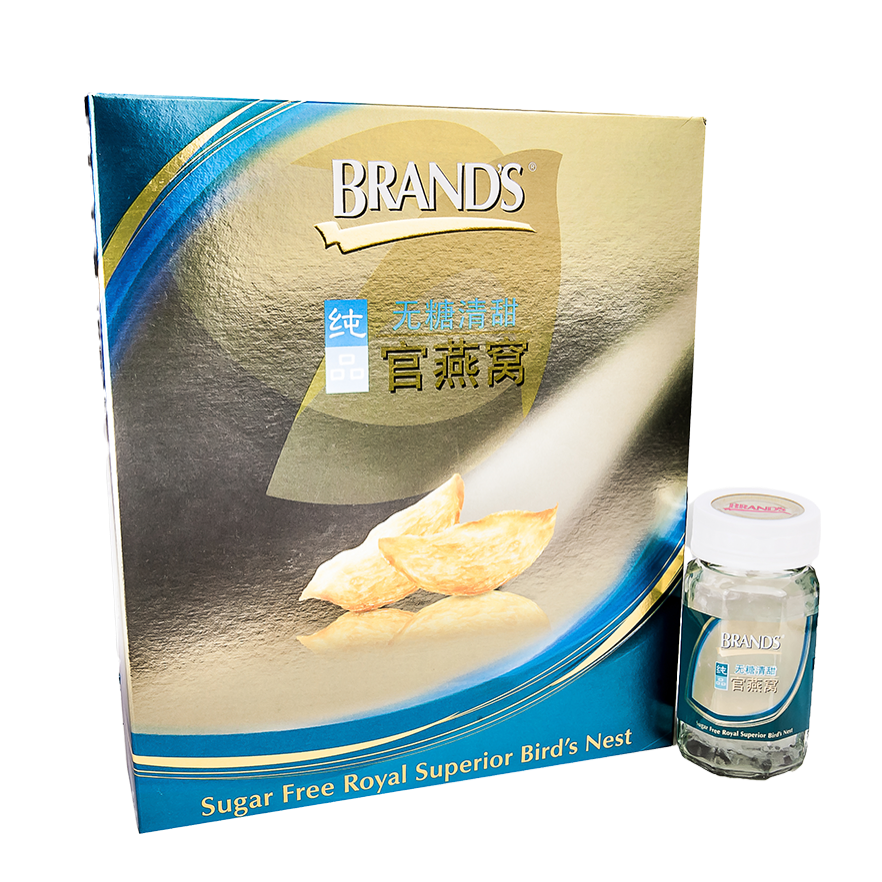 BRAND'S®
纯品
无糖清甜
官燕窝
Sugar Free Royal Superior Bird's Nest
BRAND'S
BRAND'S®
纯品
无糖清甜
官燕窝
Sugar Free Royal Superior Bird's Nest